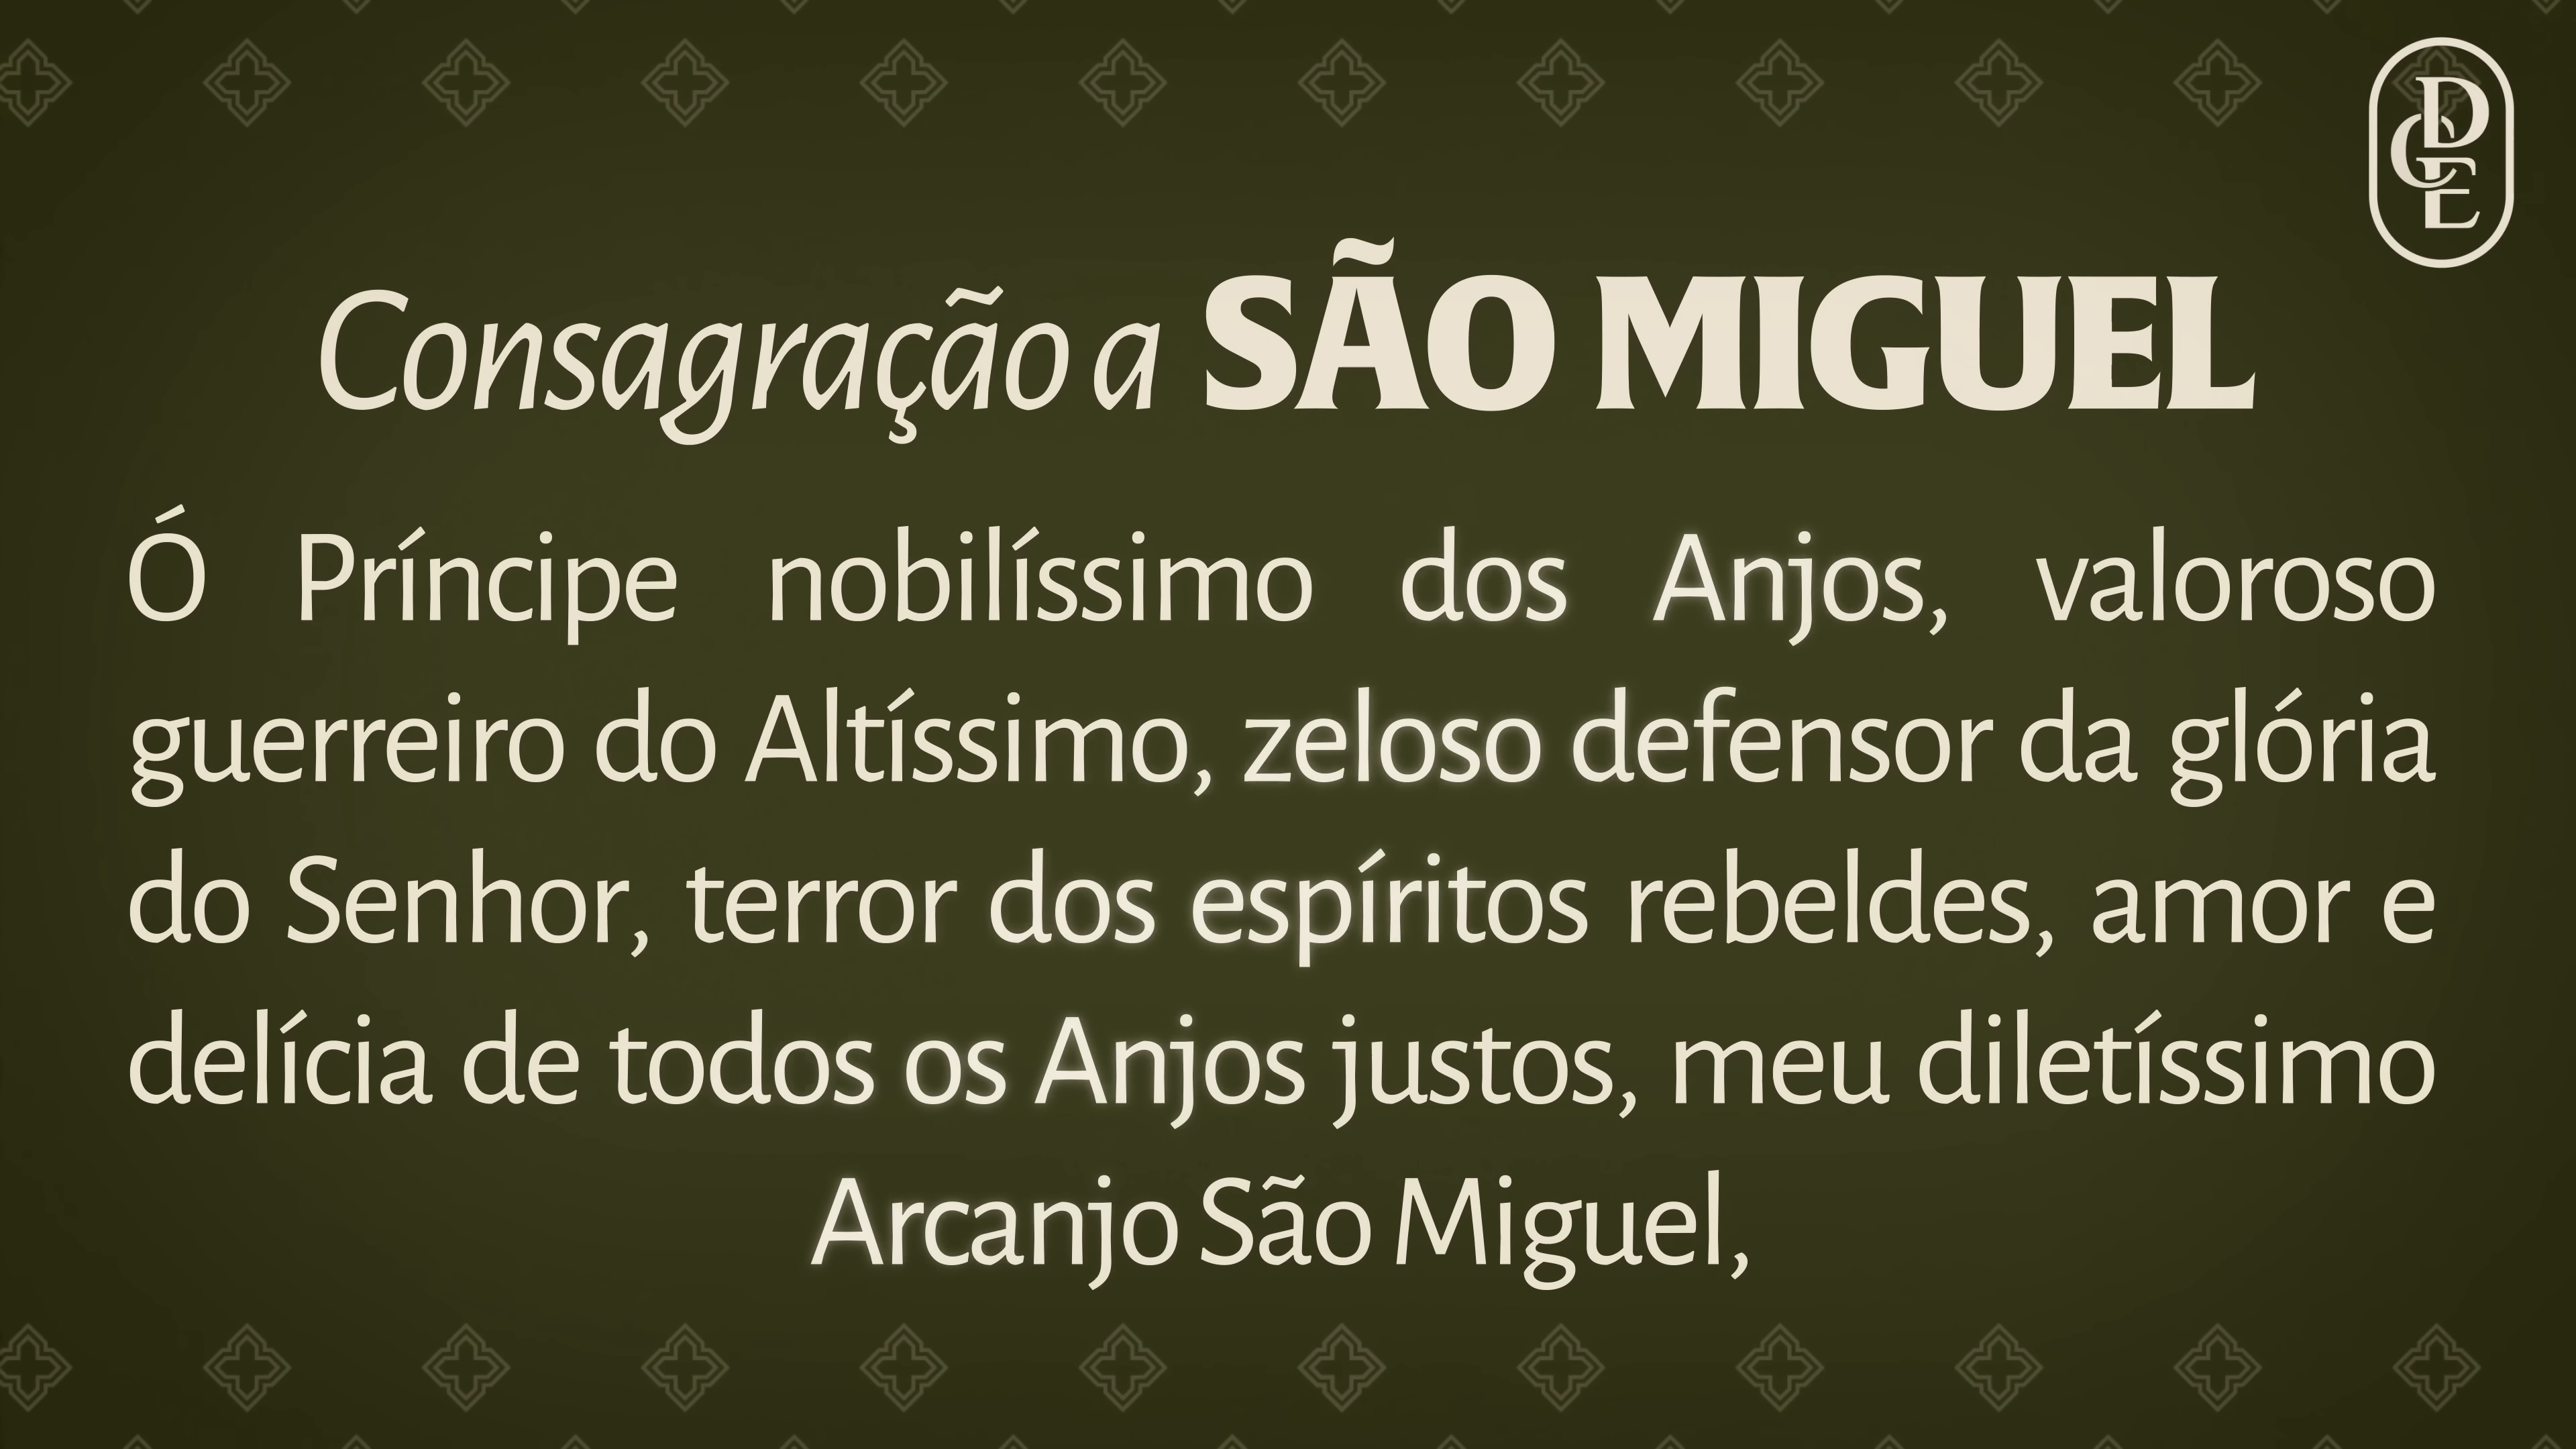 DCE
Consagração a SÃO MIGUEL
Ó Príncipe nobilíssimo dos Anjos, valoroso
guerreiro do Altíssimo, zeloso defensor da glória
do Senhor, terror dos espíritos rebeldes, amor e
delícia de todos os Anjos justos, meu diletíssimo
Arcanjo São Miguel,